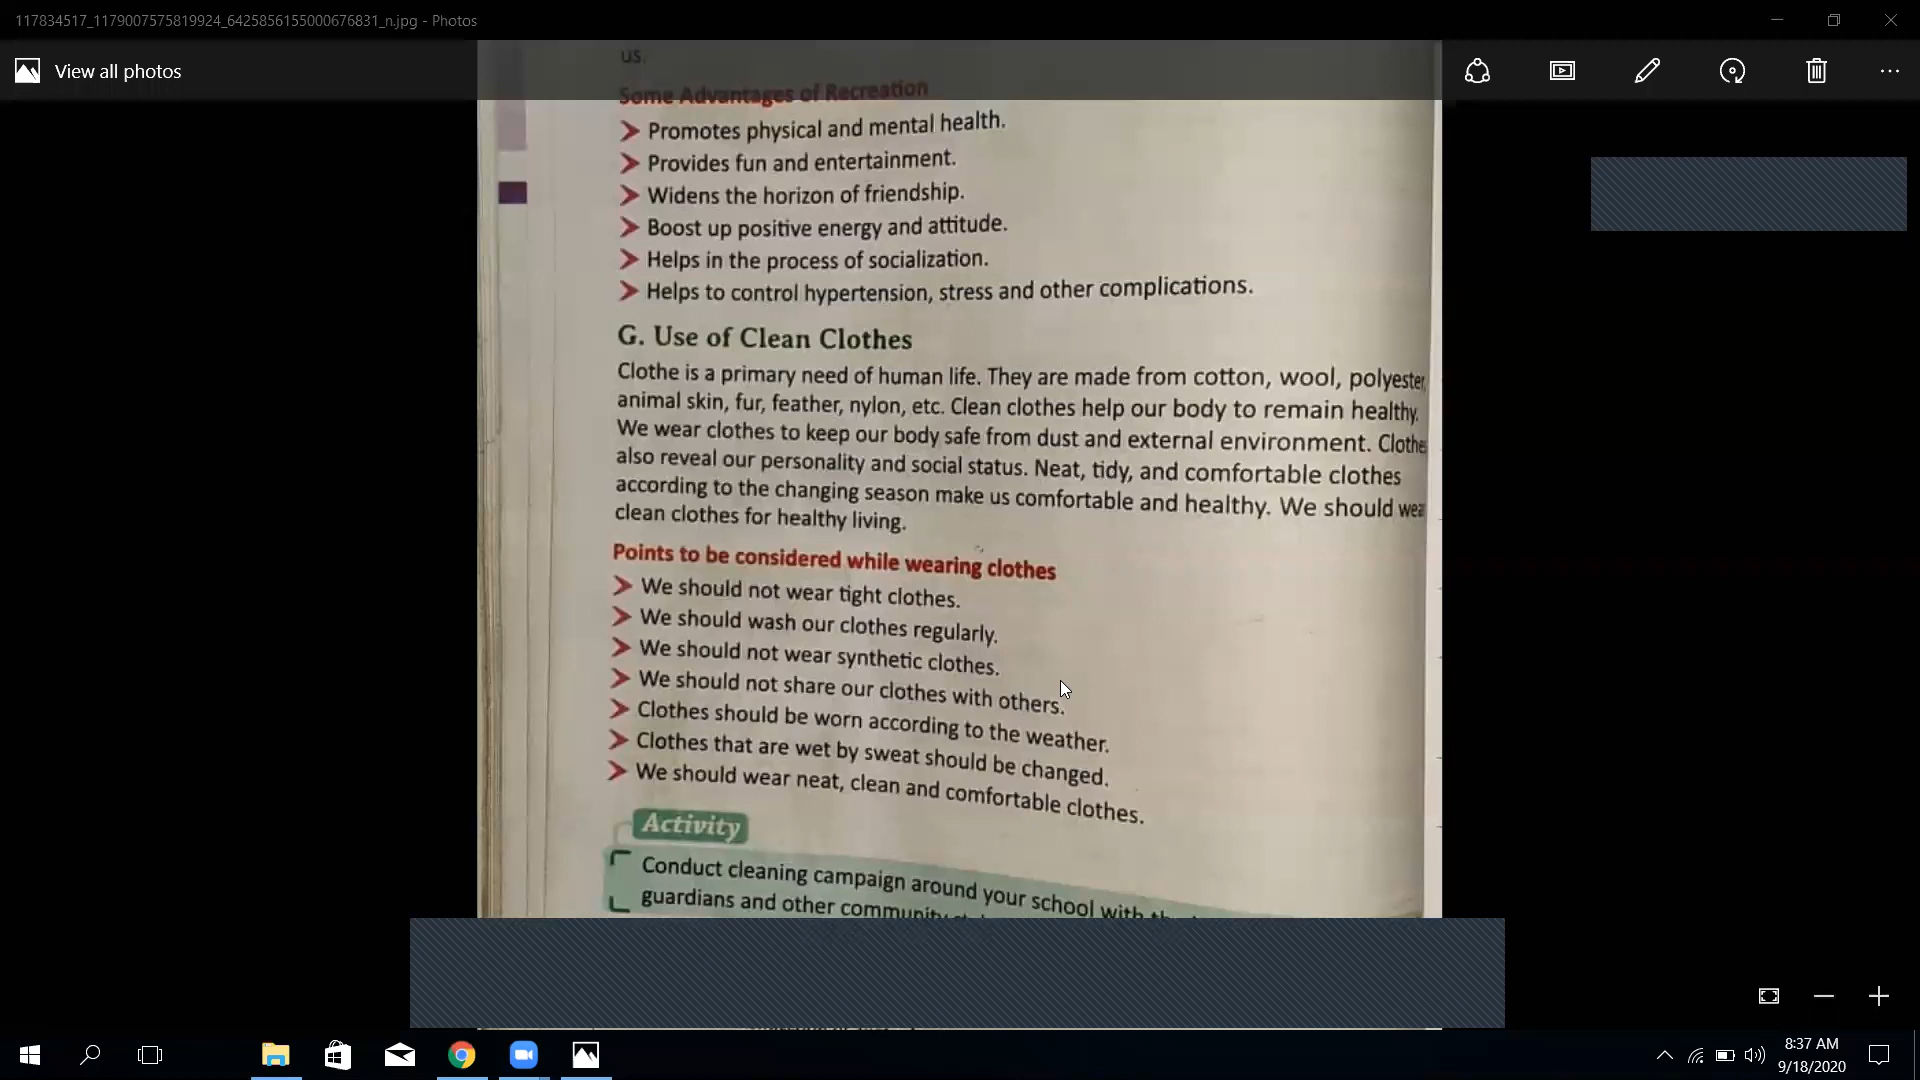 117834517_1179007575819924_6425856155000676831_n.jpg - Photos
View all photos
us.
Some Advantages of Recreation
Promotes physical and mental health.
Provides fun and entertainment.
Widens the horizon of friendship.
Boost up positive energy and attitude.
Helps in the process of socialization.
Helps to control hypertension, stress and other complications.
G. Use of Clean Clothes
Clothe is a primary need of human life. They are made from cotton, wool, polyester,
animal skin, fur, feather, nylon, etc. Clean clothes help our body to remain healthy.
We wear clothes to keep our body safe from dust and external environment. Clothe
also reveal our personality and social status. Neat, tidy, and comfortable clothes
according to the changing season make us comfortable and healthy. We should wea
clean clothes for healthy living.
Points to be considered while wearing clothes
We should not wear tight clothes.
We should wash our clothes regularly.
We should not wear synthetic clothes.
We should not share our clothes with others.
Clothes should be worn according to the weather.
Clothes that are wet by sweat should be changed.
We should wear neat, clean and comfortable clothes.
Activity
Conduct cleaning campaign around your school with
guardians and other community
8:37 AM
9/18/2020